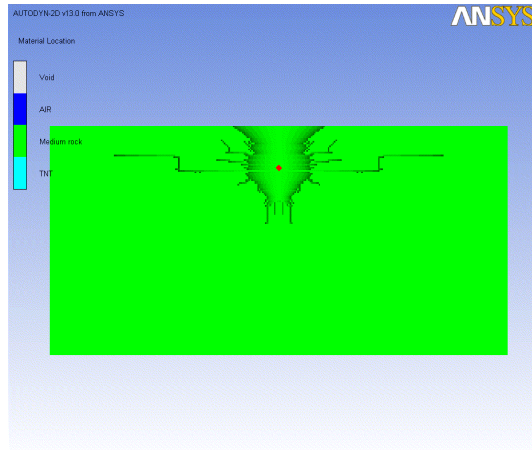 AUTODYN-2D v13.0 from ANSYS
ANSYS
Material Location
Void
AIR
Medium rock
TNT